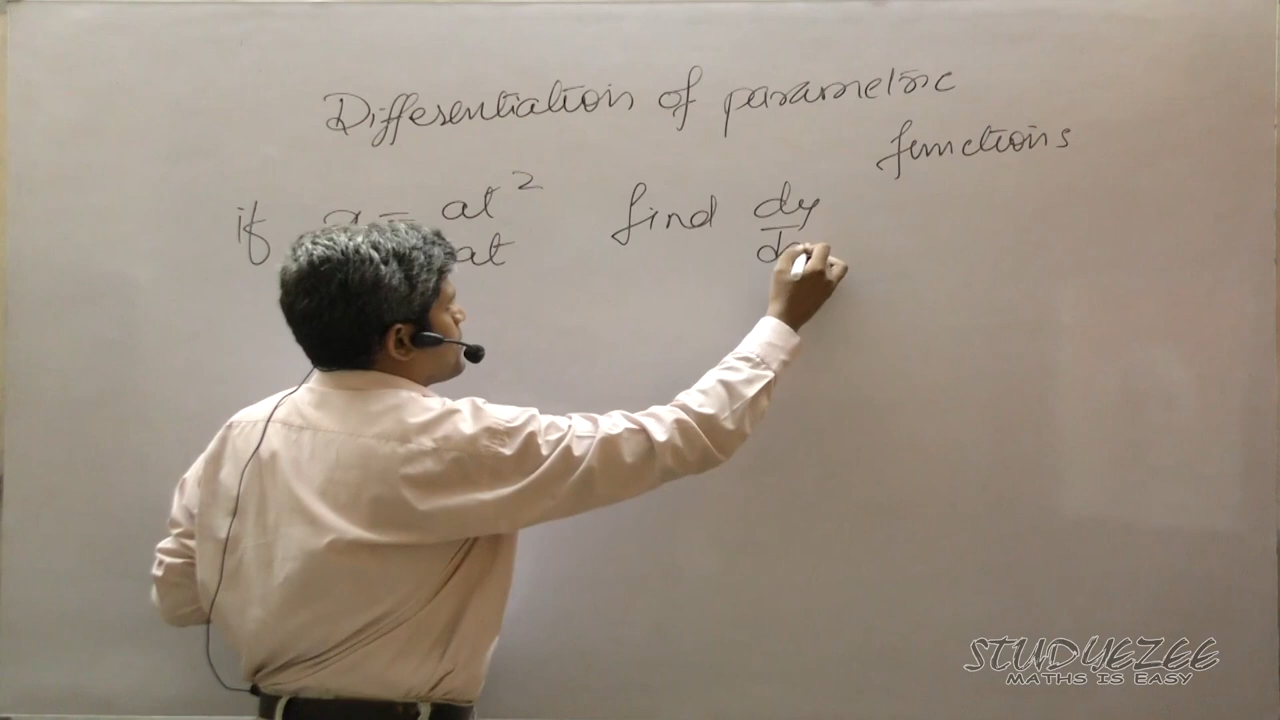 Differentiation of parametric
functions
if x = at² find dy
at dx
STUDYEZEE
MATHS IS EASY